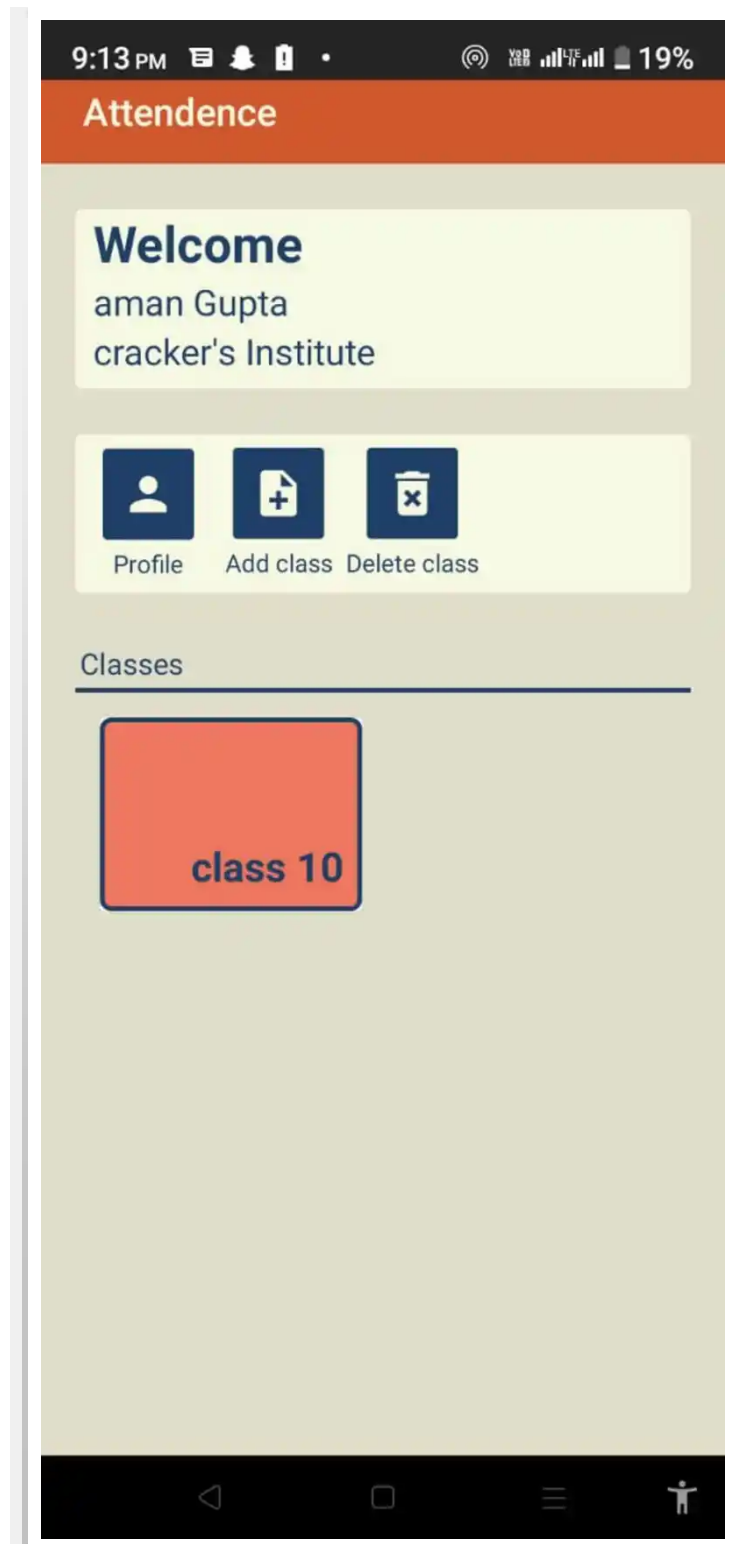 9:13 PM 19%
Attendence
Welcome
aman Gupta
cracker's Institute
Profile Add class Delete class
Classes
class 10